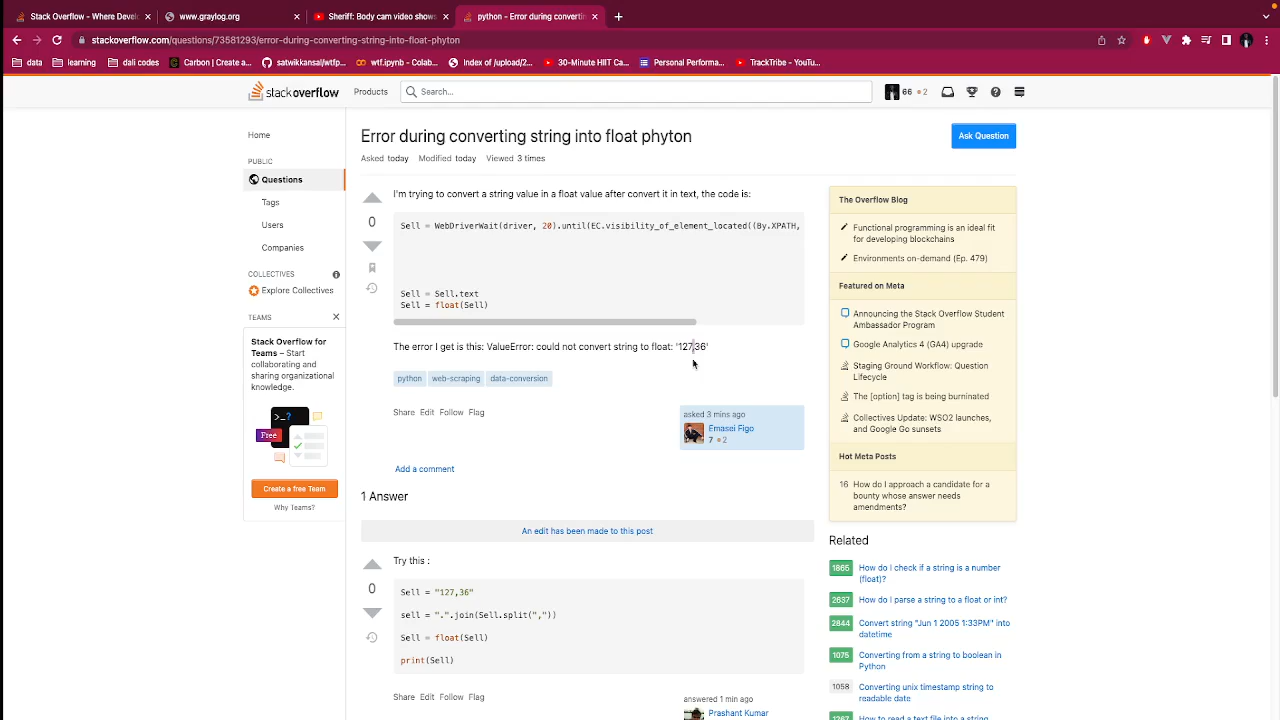 Stack Overflow - Where Devel
www.graylog.org
Sheriff: Body cam video shows
python - Error during convertin
stackoverflow.com/questions/73581293/error-during-converting-string-into-float-phyton
data
learning
dali codes
Carbon | Create a...
satwikkansal/wtfp...
wtf.ipynb - Colab...
Index of /upload/2...
30-Minute HIIT Ca...
Personal Performa...
TrackTribe - YouTu...
stackoverflow
Products
Search...
66 2
Home
PUBLIC
Questions
Tags
Users
Companies
COLLECTIVES
Explore Collectives
TEAMS
Stack Overflow for
Teams – Start
collaborating and
sharing organizational
knowledge.
Free
Create a free Team
Why Teams?
Error during converting string into float phyton
Ask Question
Asked today Modified today Viewed 3 times
I'm trying to convert a string value in a float value after convert it in text, the code is:
0
Sell = WebDriverWait(driver, 20).until(EC.visibility_of_element_located((By.XPATH,
Sell = Sell.text
Sell = float(Sell)
The error I get is this: ValueError: could not convert string to float: '127,36'
python web-scraping data-conversion
Share Edit Follow Flag
asked 3 mins ago
Emasei Figo
7 2
Add a comment
1 Answer
An edit has been made to this post
Try this :
0
Sell = "127,36"
sell = ".".join(Sell.split(","))
Sell = float(Sell)
print(Sell)
Share Edit Follow Flag
answered 1 min ago
Prashant Kumar
The Overflow Blog
Functional programming is an ideal fit
for developing blockchains
Environments on-demand (Ep. 479)
Featured on Meta
Announcing the Stack Overflow Student
Ambassador Program
Google Analytics 4 (GA4) upgrade
Staging Ground Workflow: Question
Lifecycle
The [option] tag is being burninated
Collectives Update: WSO2 launches,
and Google Go sunsets
Hot Meta Posts
16 How do I approach a candidate for a
bounty whose answer needs
amendments?
Related
1865 How do I check if a string is a number
(float)?
2637 How do I parse a string to a float or int?
2844 Convert string "Jun 1 2005 1:33PM" into
datetime
1075 Converting from a string to boolean in
Python
1058 Converting unix timestamp string to
readable date
1267 How to read a text file into a string